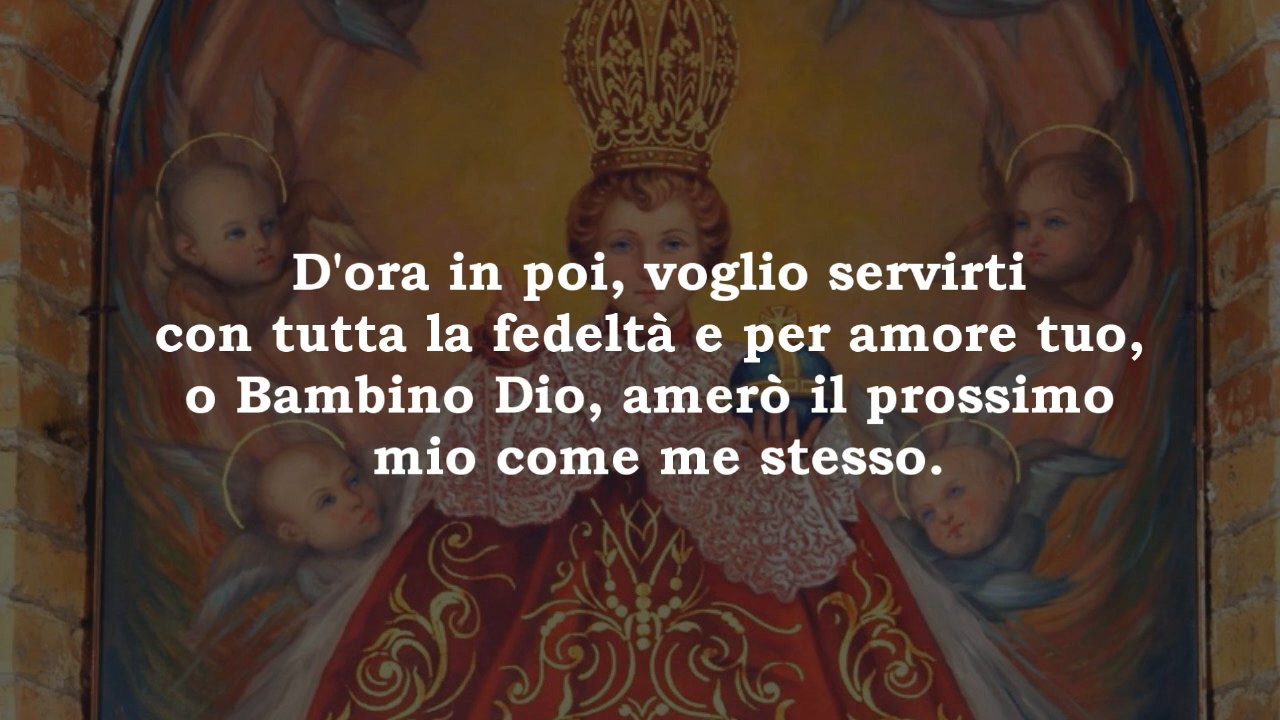 D'ora in poi, voglio servirti
con tutta la fedeltà e per amore tuo,
o Bambino Dio, amerò il prossimo
mio come me stesso.